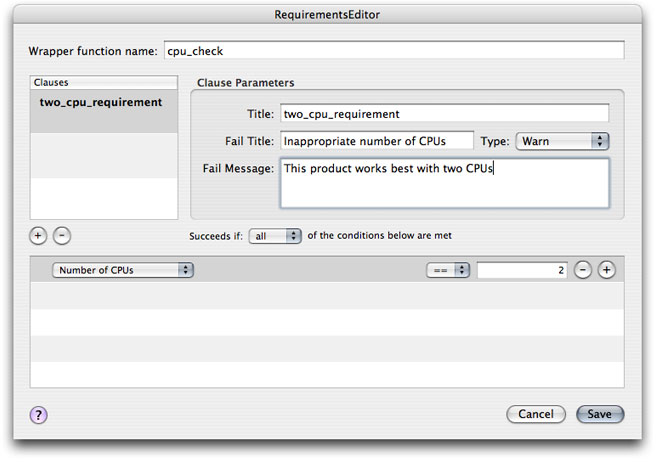 RequirementsEditor
Wrapper function name: cpu_check
Clauses
two_cpu_requirement
Clause Parameters
Title: two_cpu_requirement
Fail Title: Inappropriate number of CPUs Type: Warn
Fail Message: This product works best with two CPUs
+ −
Succeeds if: all of the conditions below are met
Number of CPUs == 2 − +
? Cancel Save